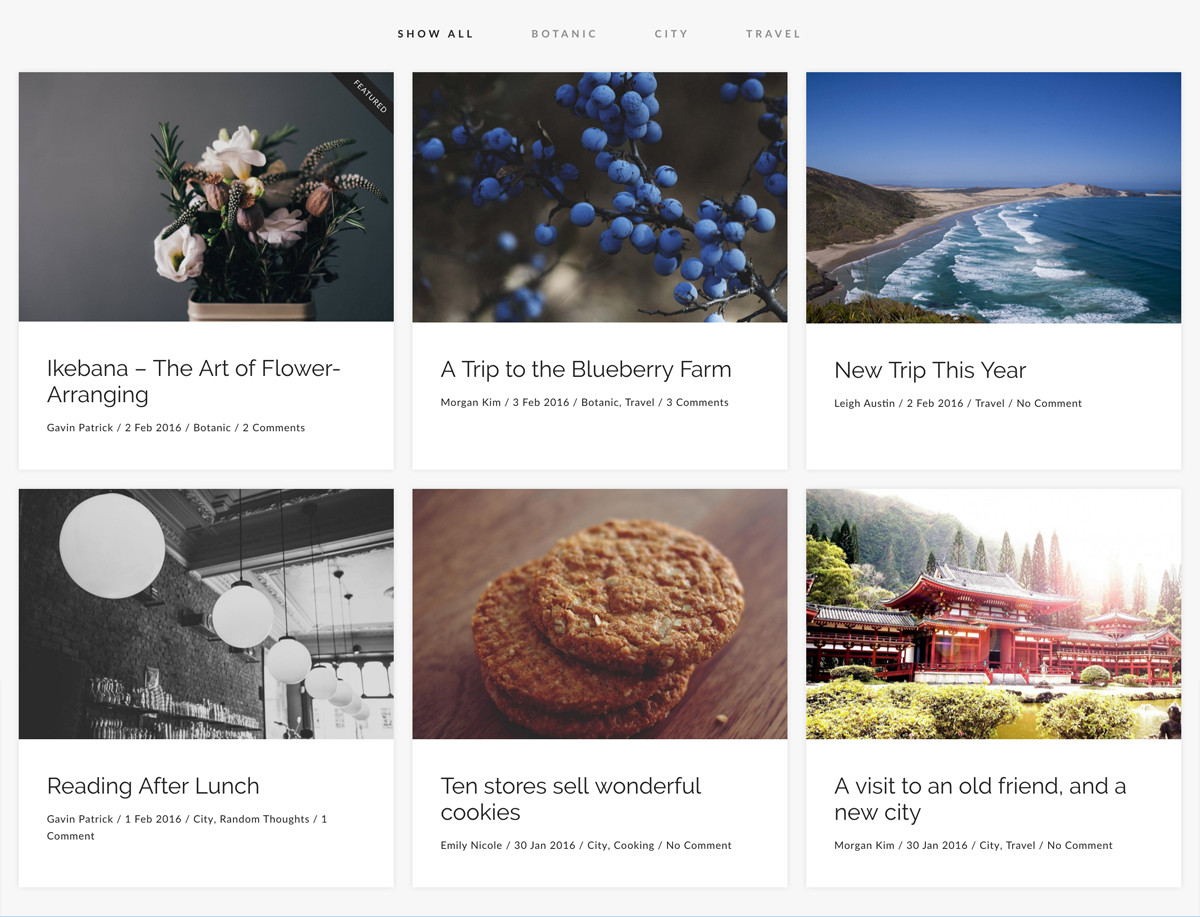 SHOW ALL BOTANIC CITY TRAVEL
FEATURED
Ikebana – The Art of Flower-
Arranging
Gavin Patrick / 2 Feb 2016 / Botanic / 2 Comments
A Trip to the Blueberry Farm
Morgan Kim / 3 Feb 2016 / Botanic, Travel / 3 Comments
New Trip This Year
Leigh Austin / 2 Feb 2016 / Travel / No Comment
Reading After Lunch
Gavin Patrick / 1 Feb 2016 / City, Random Thoughts / 1
Comment
Ten stores sell wonderful
cookies
Emily Nicole / 30 Jan 2016 / City, Cooking / No Comment
A visit to an old friend, and a
new city
Morgan Kim / 30 Jan 2016 / City, Travel / No Comment